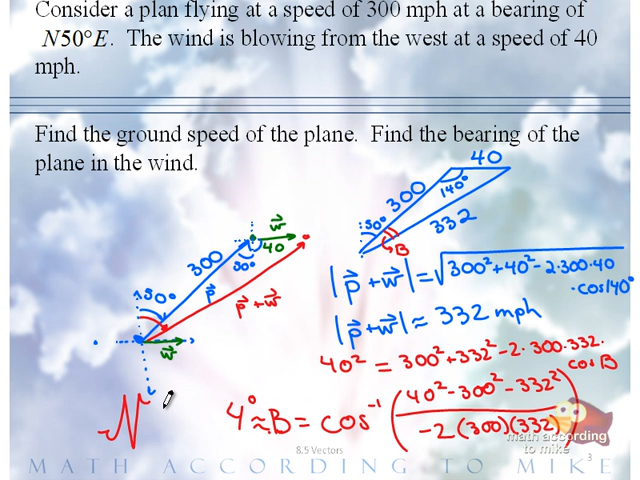 Consider a plan flying at a speed of 300 mph at a bearing of
N50°E. The wind is blowing from the west at a speed of 40
mph.
Find the ground speed of the plane. Find the bearing of the
plane in the wind.
40
300
140°
50°
332
B
w⃗
40
300
50°
p⃗
p⃗+w⃗
50°
w⃗
|p⃗+w⃗|=√300²+40²-2·300·40
·cos140°
|p⃗+w⃗|≈332 mph
40² = 300²+332²-2·300·332·
cos B
4°≈B=cos⁻¹(40²-300²-332²/-2(300)(332))
N
math according
to mike
8.5 Vectors
3
MATH ACCORDING TO MIKE